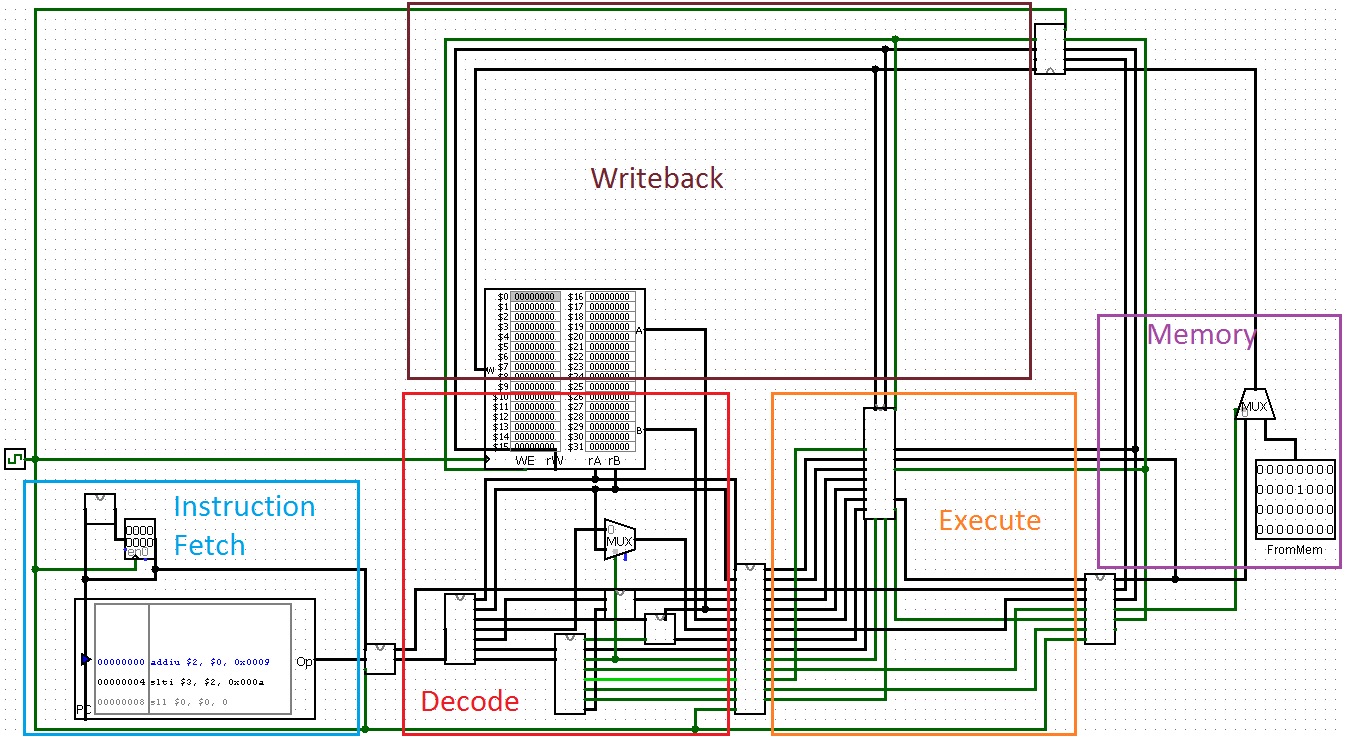 Writeback
$0 00000000 $16 00000000
$1 00000000 $17 00000000
$2 00000000 $18 00000000
$3 00000000 $19 00000000
A
$4 00000000 $20 00000000
$5 00000000 $21 00000000
$6 00000000 $22 00000000
$7 00000000 $23 00000000
W
$8 00000000 $24 00000000
$9 00000000 $25 00000000
$10 00000000 $26 00000000
$11 00000000 $27 00000000
$12 00000000 $28 00000000
$13 00000000 $29 00000000
B
$14 00000000 $30 00000000
$15 00000000 $31 00000000
WE rW rA rB
Memory
MUX
0
00000000
00001000
00000000
00000000
FromMem
Instruction
Fetch
0000
0000
en0
0
MUX
Execute
00000000 addiu $2, $0, 0x0009
00000004 slti $3, $2, 0x000a
00000008 sll $0, $0, 0
Op
PC
Decode